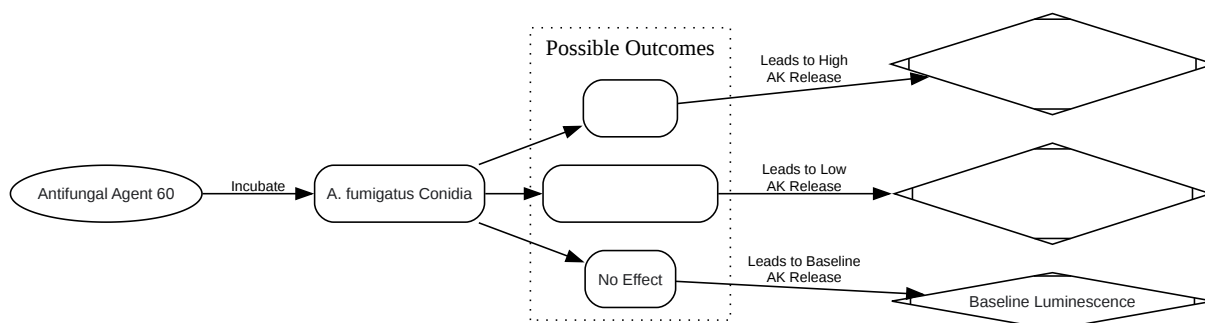 Possible Outcomes
Leads to High
AK Release
Antifungal Agent 60
Incubate
A. fumigatus Conidia
Leads to Low
AK Release
No Effect
Leads to Baseline
AK Release
Baseline Luminescence